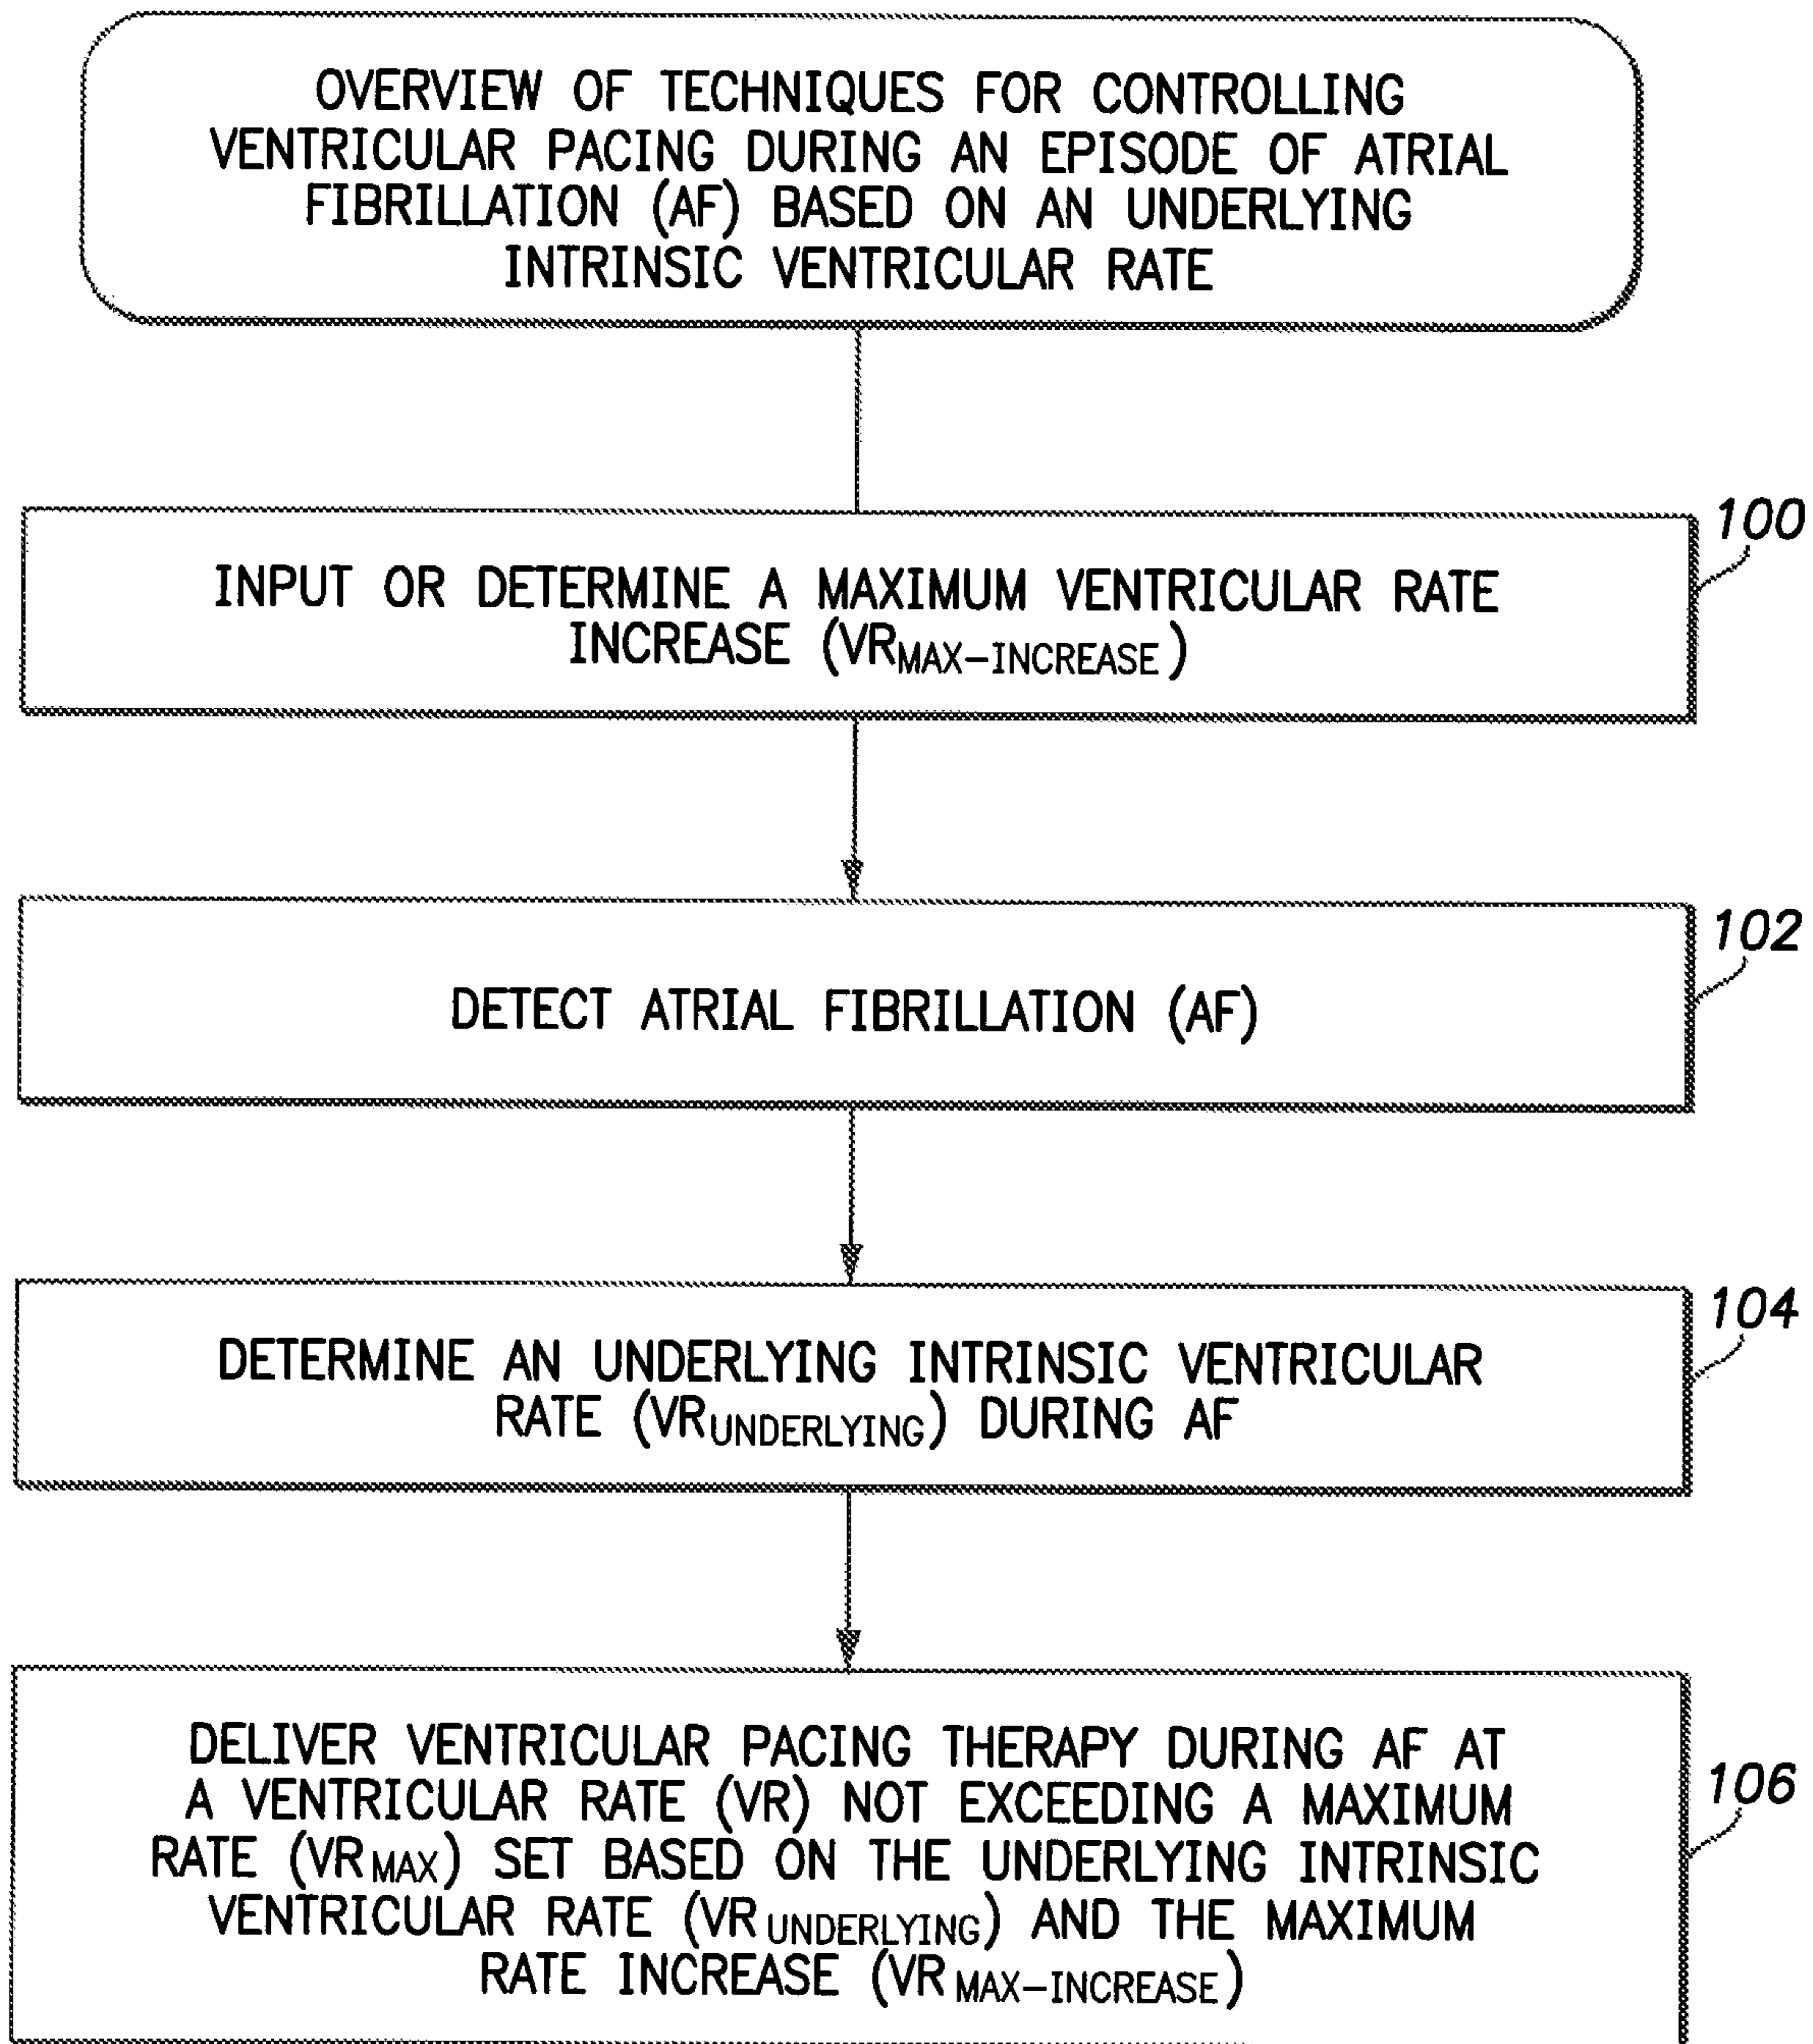 OVERVIEW OF TECHNIQUES FOR CONTROLLING
VENTRICULAR PACING DURING AN EPISODE OF ATRIAL
FIBRILLATION (AF) BASED ON AN UNDERLYING
INTRINSIC VENTRICULAR RATE
100
INPUT OR DETERMINE A MAXIMUM VENTRICULAR RATE
INCREASE (VRMAX-INCREASE)
102
DETECT ATRIAL FIBRILLATION (AF)
104
DETERMINE AN UNDERLYING INTRINSIC VENTRICULAR
RATE (VRUNDERLYING) DURING AF
106
DELIVER VENTRICULAR PACING THERAPY DURING AF AT
A VENTRICULAR RATE (VR) NOT EXCEEDING A MAXIMUM
RATE (VRMAX) SET BASED ON THE UNDERLYING INTRINSIC
VENTRICULAR RATE (VRUNDERLYING) AND THE MAXIMUM
RATE INCREASE (VRMAX-INCREASE)